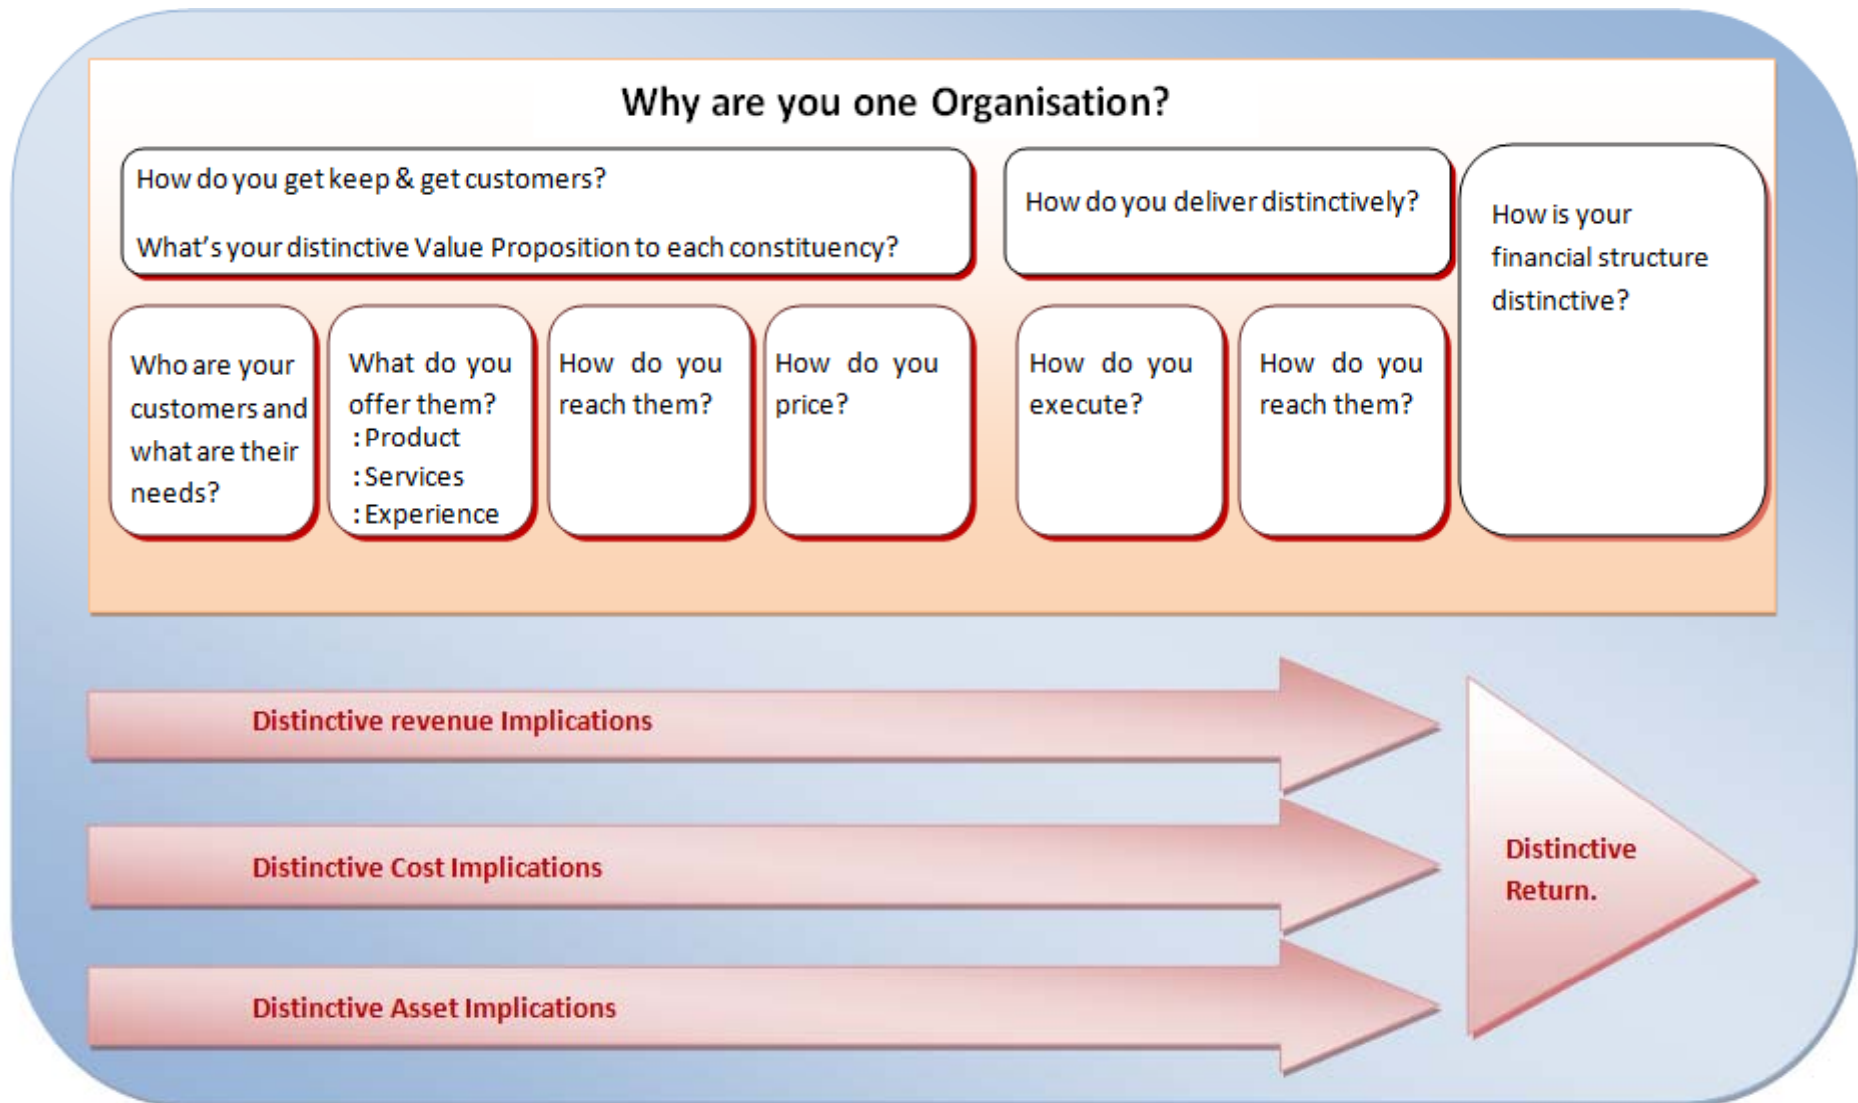 Why are you one Organisation?
How do you get keep & get customers?
What's your distinctive Value Proposition to each constituency?
How do you deliver distinctively?
How is your
financial structure
distinctive?
Who are your
customers and
what are their
needs?
What do you
offer them?
:Product
:Services
:Experience
How do you
reach them?
How do you
price?
How do you
execute?
How do you
reach them?
Distinctive revenue Implications
Distinctive Cost Implications
Distinctive Asset Implications
Distinctive
Return.